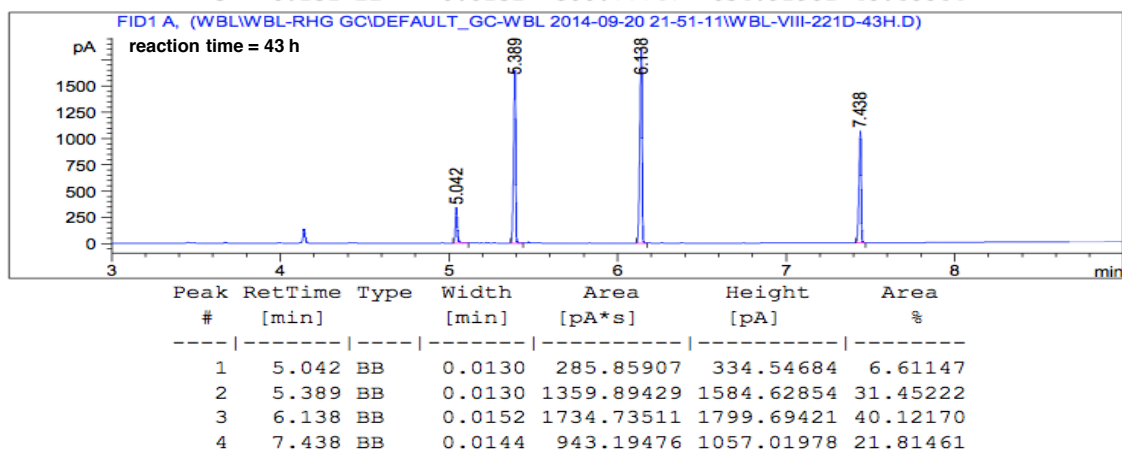 FID1 A, (WBL\WBL-RHG GC\DEFAULT_GC-WBL 2014-09-20 21-51-11\WBL-VIII-221D-43H.D)
pA reaction time = 43 h
1500
1250
1000
750
500
250
0
5.042
5.389
6.138
7.438
3 4 5 6 7 8 min
Peak RetTime Type Width Area Height Area
# [min] [min] [pA*s] [pA] %
----|-------|----|-------|----------|----------|--------|
1 5.042 BB 0.0130 285.85907 334.54684 6.61147
2 5.389 BB 0.0130 1359.89429 1584.62854 31.45222
3 6.138 BB 0.0152 1734.73511 1799.69421 40.12170
4 7.438 BB 0.0144 943.19476 1057.01978 21.81461